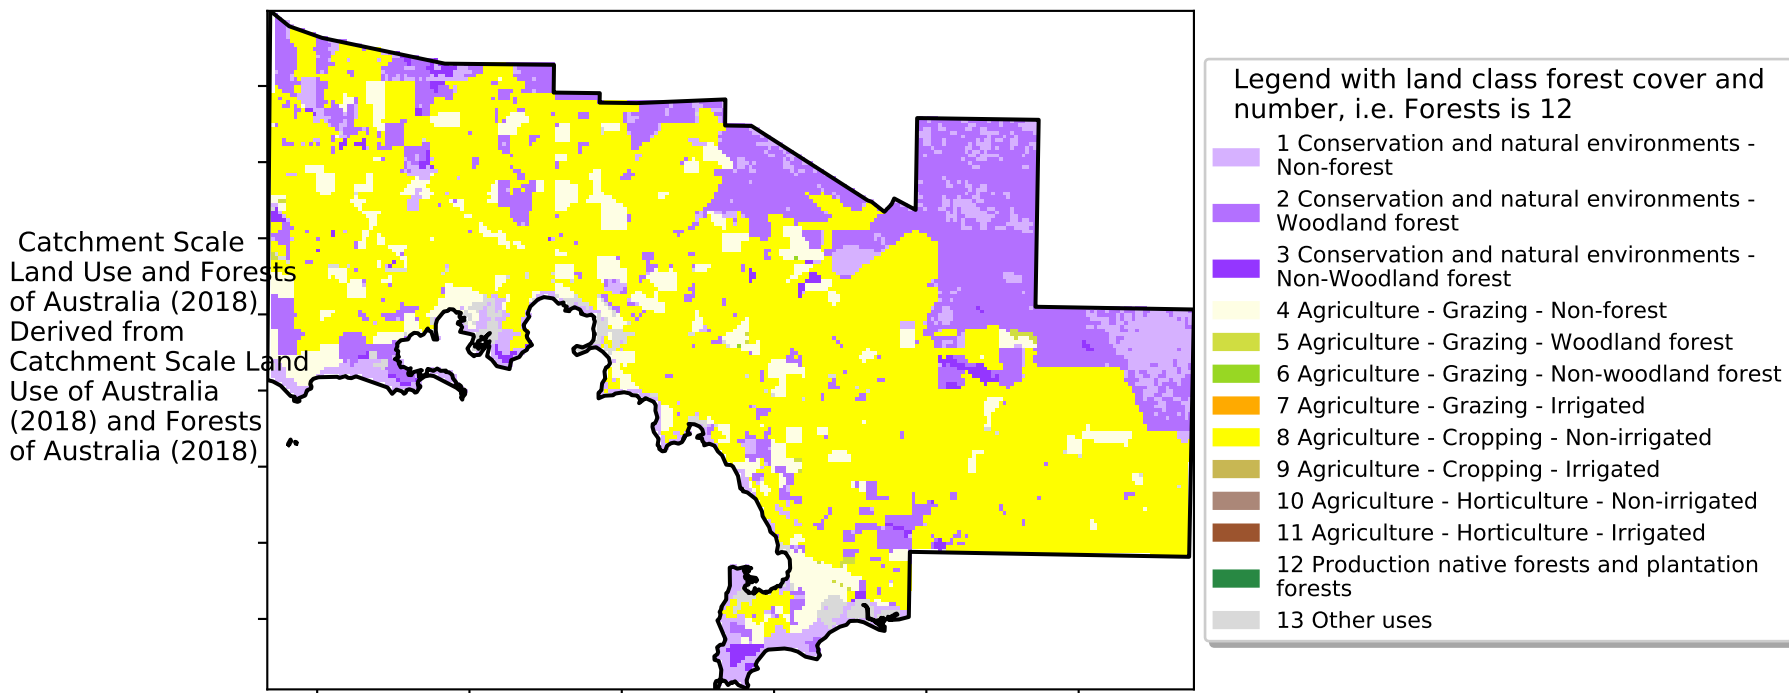 Catchment Scale
Land Use and Forests
of Australia (2018)
Derived from
Catchment Scale Land
Use of Australia
(2018) and Forests
of Australia (2018)
Legend with land class forest cover and
number, i.e. Forests is 12
1 Conservation and natural environments -
Non-forest
2 Conservation and natural environments -
Woodland forest
3 Conservation and natural environments -
Non-Woodland forest
4 Agriculture - Grazing - Non-forest
5 Agriculture - Grazing - Woodland forest
6 Agriculture - Grazing - Non-woodland forest
7 Agriculture - Grazing - Irrigated
8 Agriculture - Cropping - Non-irrigated
9 Agriculture - Cropping - Irrigated
10 Agriculture - Horticulture - Non-irrigated
11 Agriculture - Horticulture - Irrigated
12 Production native forests and plantation
forests
13 Other uses